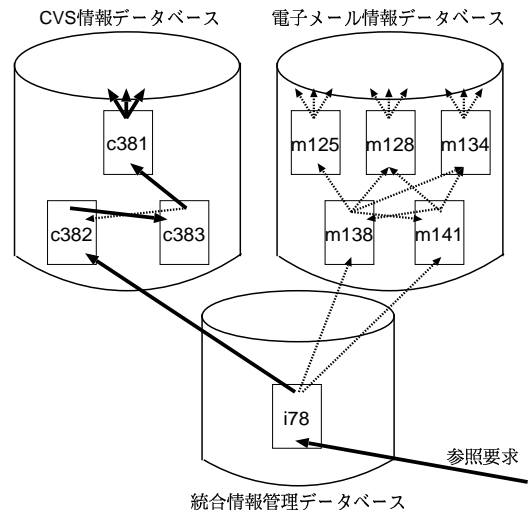 CVS情報データベース
電子メール情報データベース
c381
m125
m128
m134
c382
c383
m138
m141
i78
参照要求
統合情報管理データベース